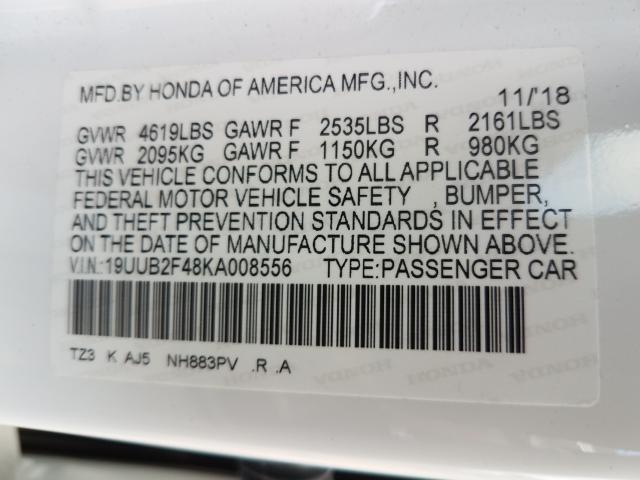 MFD.BY HONDA OF AMERICA MFG.,INC. 11/'18
GVWR 4619LBS GAWR F 2535LBS R 2161LBS
GVWR 2095KG GAWR F 1150KG R 980KG
THIS VEHICLE CONFORMS TO ALL APPLICABLE
FEDERAL MOTOR VEHICLE SAFETY , BUMPER,
AND THEFT PREVENTION STANDARDS IN EFFECT
ON THE DATE OF MANUFACTURE SHOWN ABOVE.
V.I.N.:19UUB2F48KA008556 TYPE:PASSENGER CAR
TZ3 K AJ5 NH883PV .R .A